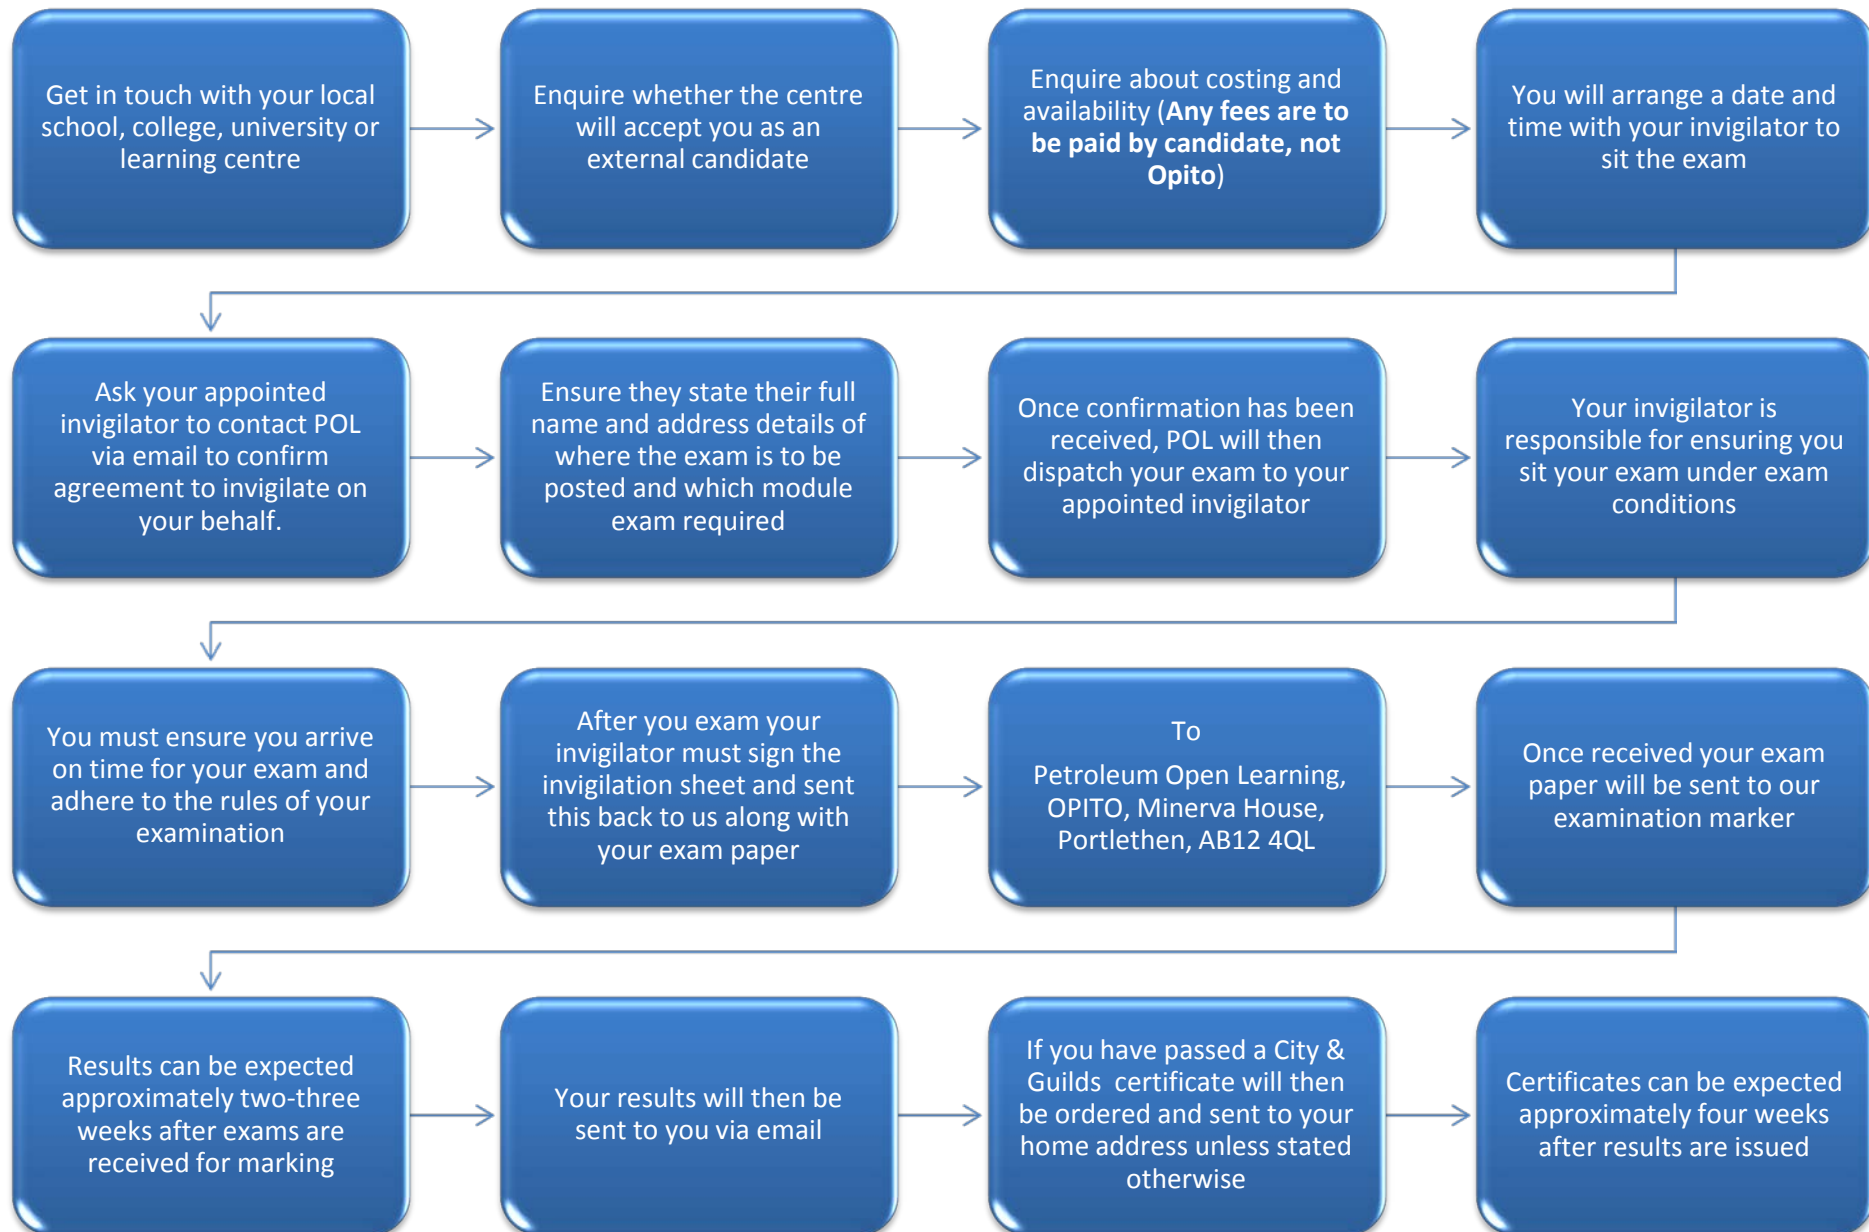 Get in touch with your local
school, college, university or
learning centre
Enquire whether the centre
will accept you as an
external candidate
Enquire about costing and
availability (Any fees are to
be paid by candidate, not
Opito)
You will arrange a date and
time with your invigilator to
sit the exam
Ask your appointed
invigilator to contact POL
via email to confirm
agreement to invigilate on
your behalf.
Ensure they state their full
name and address details of
where the exam is to be
posted and which module
exam required
Once confirmation has been
received, POL will then
dispatch your exam to your
appointed invigilator
Your invigilator is
responsible for ensuring you
sit your exam under exam
conditions
You must ensure you arrive
on time for your exam and
adhere to the rules of your
examination
After you exam your
invigilator must sign the
invigilation sheet and sent
this back to us along with
your exam paper
To
Petroleum Open Learning,
OPITO, Minerva House,
Portlethen, AB12 4QL
Once received your exam
paper will be sent to our
examination marker
Results can be expected
approximately two-three
weeks after exams are
received for marking
Your results will then be
sent to you via email
If you have passed a City &
Guilds certificate will then
be ordered and sent to your
home address unless stated
otherwise
Certificates can be expected
approximately four weeks
after results are issued